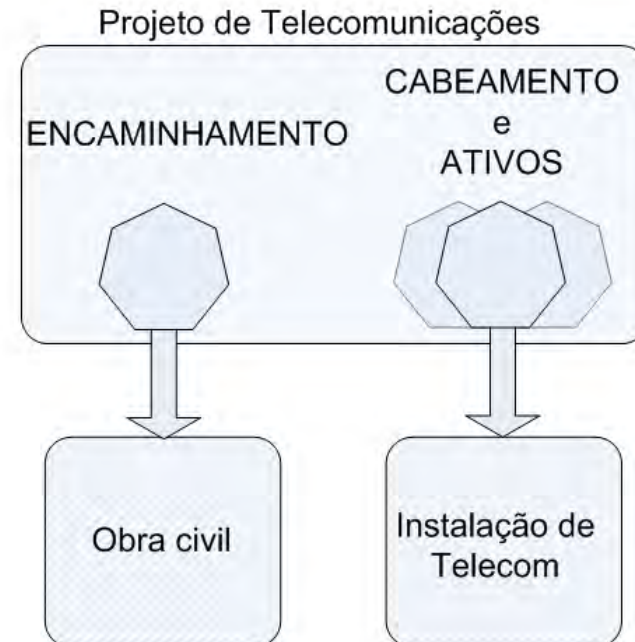 Projeto de Telecomunicações
ENCAMINHAMENTO
CABEAMENTO
e
ATIVOS
Obra civil
Instalação de
Telecom